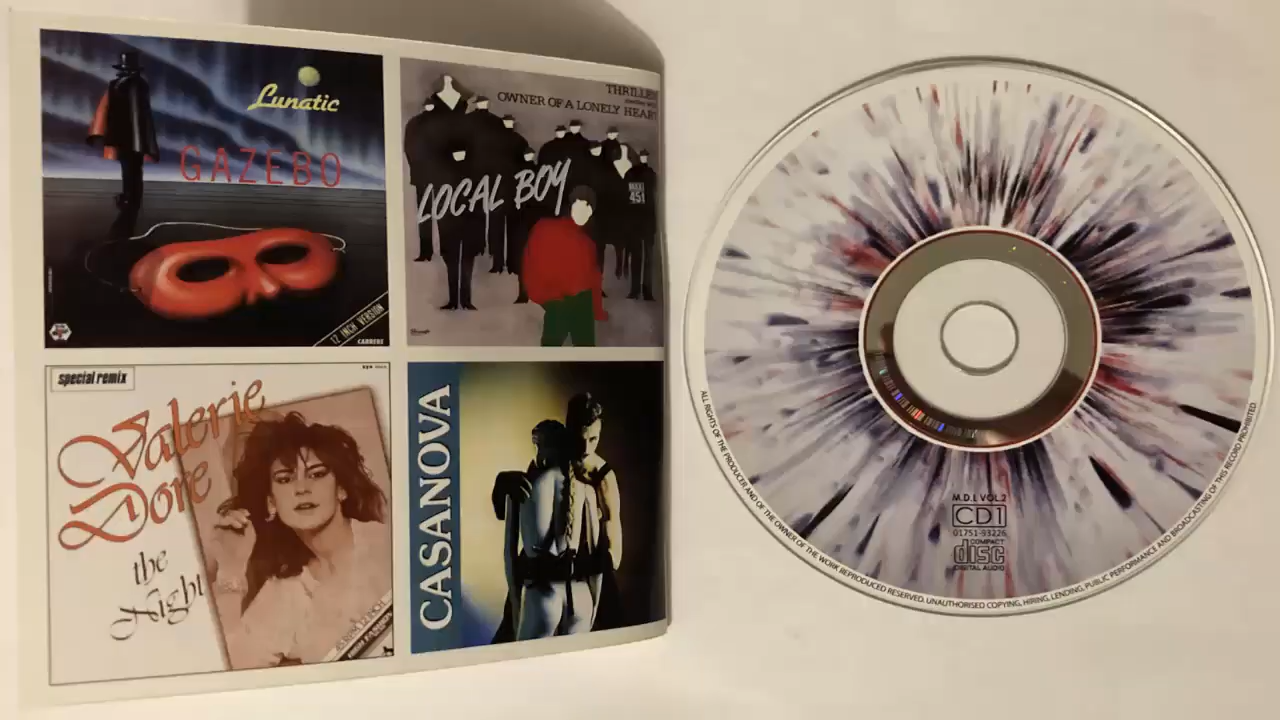 Lunatic
GAZEBO
12 INCH VERSION
CARRERE
THRILLER
OWNER OF A LONELY HEART
LOCAL BOY
MAXI
45T
special remix
Valerie
Dore
the
Night
CASANOVA
M.D.I. VOL.2
CD1
01751-93226
COMPACT
disc
DIGITAL AUDIO
ALL RIGHTS OF THE PRODUCER AND OF THE OWNER OF THE WORK REPRODUCED RESERVED. UNAUTHORISED COPYING, HIRING, LENDING, PUBLIC PERFORMANCE AND BROADCASTING OF THIS RECORD PROHIBITED